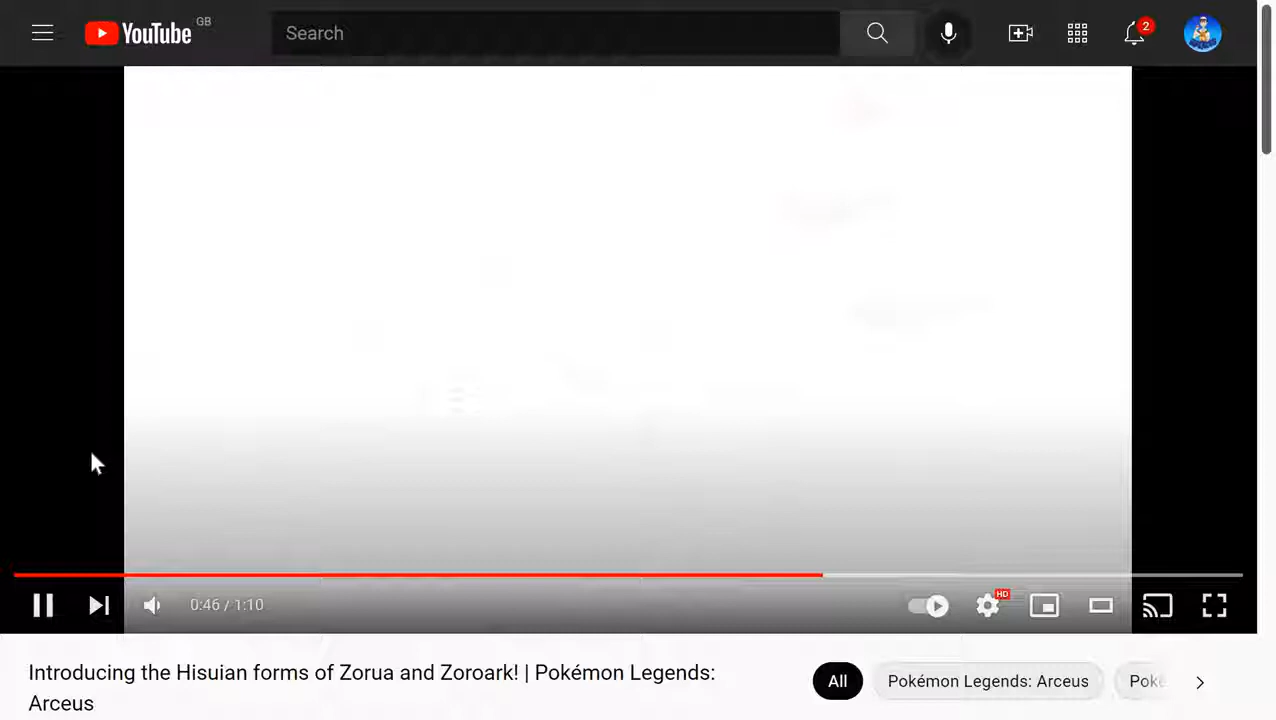 YouTube GB
Search
2
HD
0:46 / 1:10
Introducing the Hisuian forms of Zorua and Zoroark! | Pokémon Legends:
Arceus
All
Pokémon Legends: Arceus
Poké